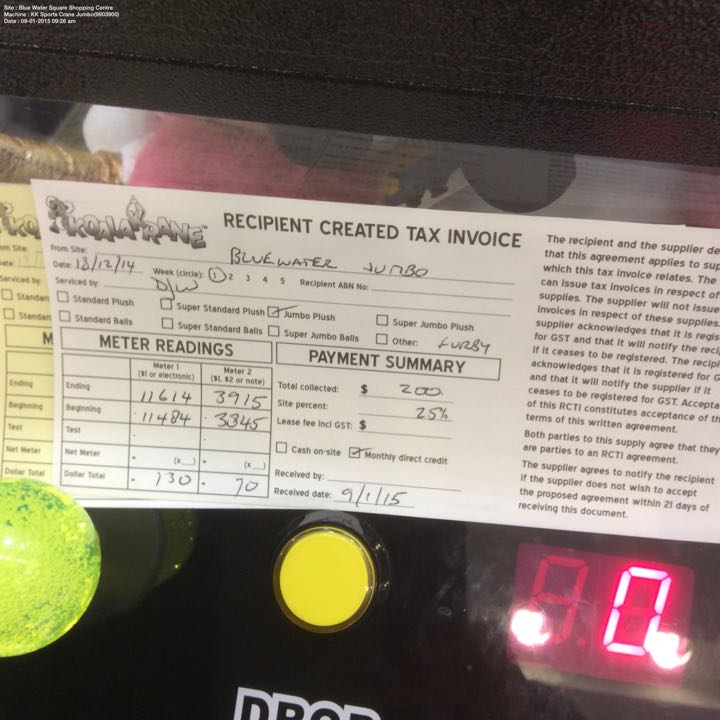 Site : Blue Water Square Shopping Centre
Machine : KK Sports Crane Jumbo(9903900)
Date : 09-01-2015 09:26 am
KOALA KRANE™
RECIPIENT CREATED TAX INVOICE
From Site: BLUEWATER JUMBO
Date: 18/12/14 Week (circle): 1 2 3 4 5 Recipient ABN No:
Serviced by: D/W
Standard Plush Super Standard Plush Jumbo Plush Super Jumbo Plush
Standard Balls Super Standard Balls Super Jumbo Balls Other: FURBY
METER READINGS
Meter 1 ($1 or electronic) Meter 2 ($1, $2 or note)
Ending 11614 3915
Beginning 11484 3845
Test
Net Meter (x ) (x )
Dollar Total 130 70
PAYMENT SUMMARY
Total collected: $ 200
Site percent: 25%
Lease fee incl GST: $
Cash on-site Monthly direct credit
Received by:
Received date: 9/1/15
The recipient and the supplier
that this agreement applies to
which this tax invoice relates. The
can issue tax invoices in respect of
supplies. The supplier will not issue
invoices in respect of these supplies.
supplier acknowledges that it is
for GST and that it will notify the
if it ceases to be registered. The
acknowledges that it is registered for
and that it will notify the supplier if it
ceases to be registered for GST.
of this RCTI constitutes acceptance of
terms of this written agreement.
Both parties to this supply agree that they
are parties to an RCTI agreement.
The supplier agrees to notify the recipient
if the supplier does not wish to accept
the proposed agreement within 21 days of
receiving this document.
Ending
Beginning
Test
Net Meter
Dollar Total
0
DROP